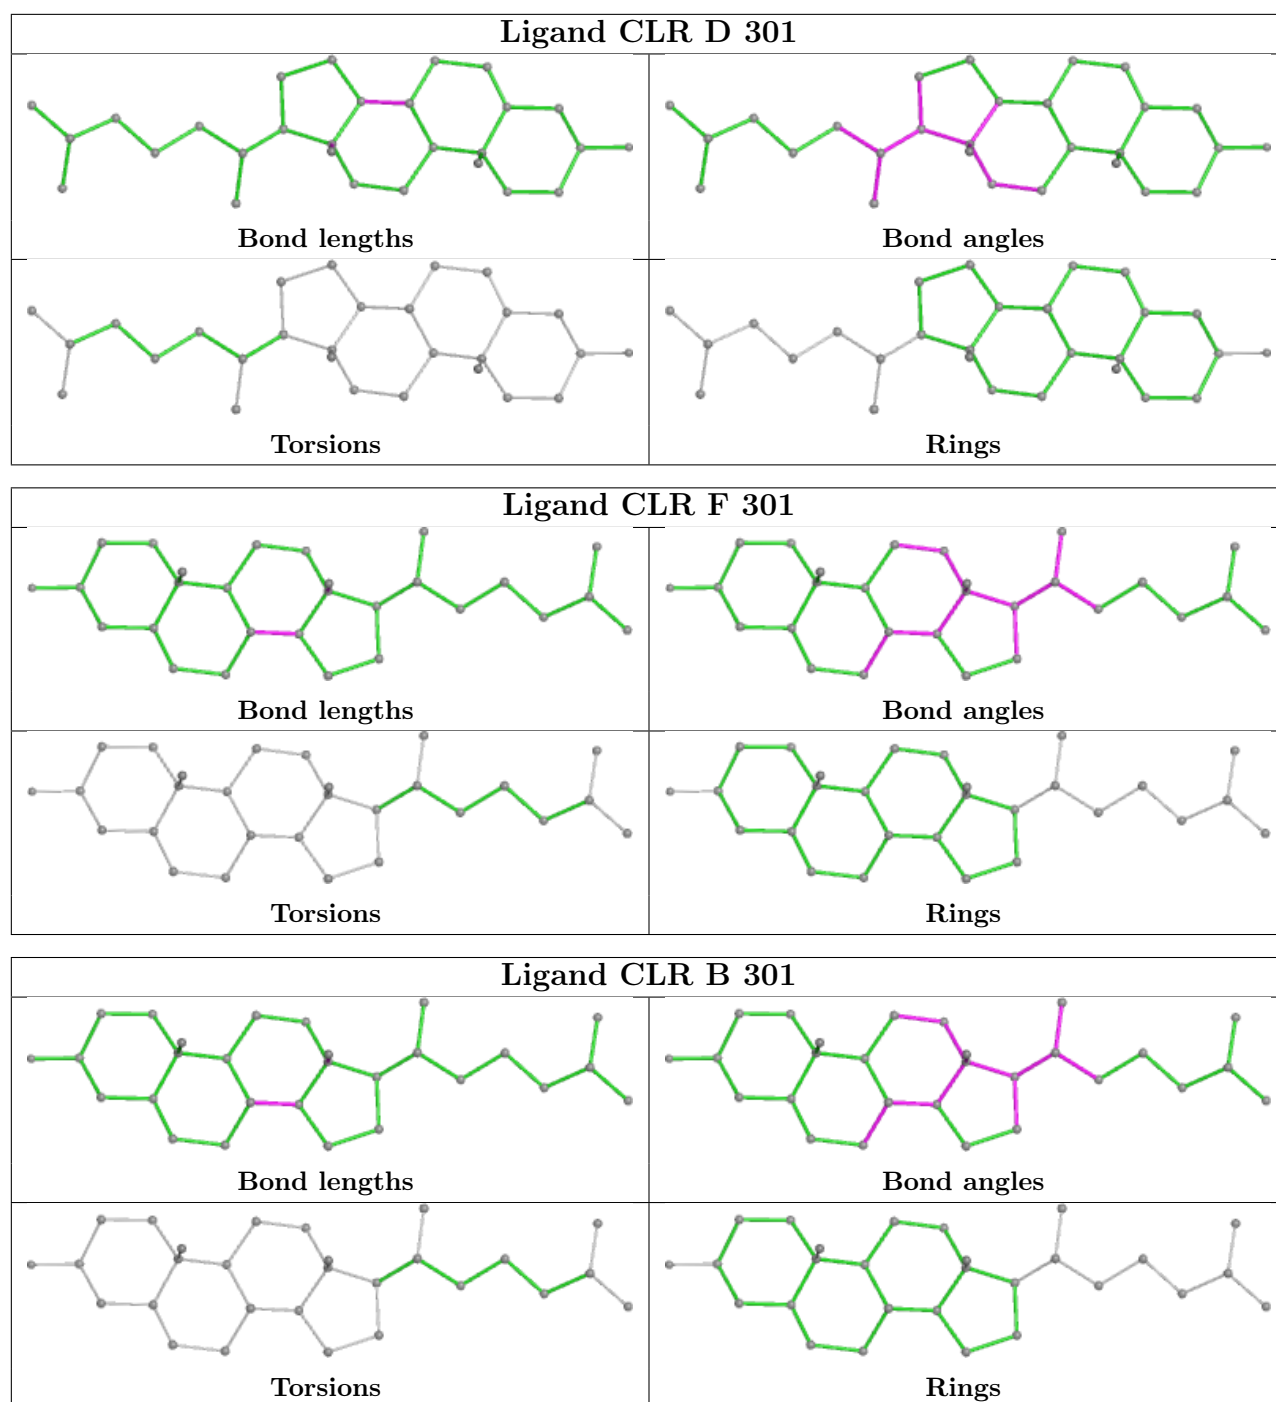 Ligand CLR D 301
Bond lengths
Bond angles
Torsions
Rings
Ligand CLR F 301
Bond lengths
Bond angles
Torsions
Rings
Ligand CLR B 301
Bond lengths
Bond angles
Torsions
Rings